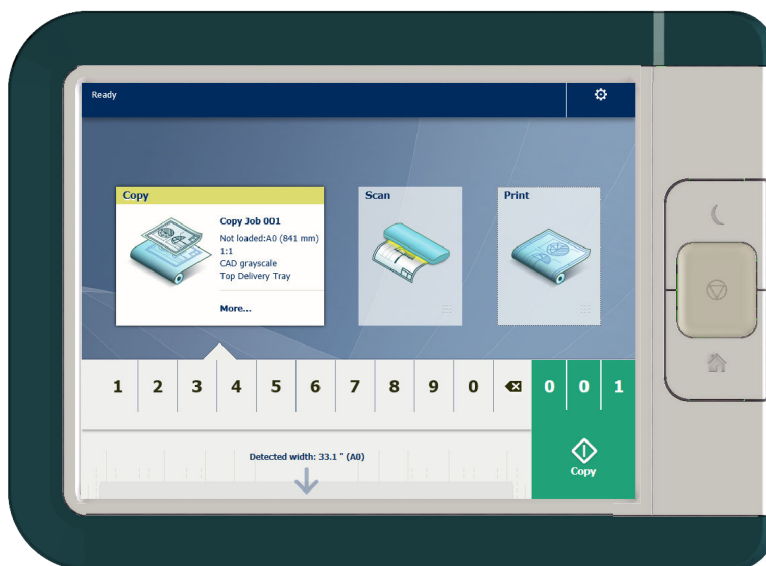 Ready
Copy
Copy Job 001
Not loaded:A0 (841 mm)
1:1
CAD grayscale
Top Delivery Tray
More...
Scan
Print
1 2 3 4 5 6 7 8 9 0 0 0 1
Detected width: 33.1 " (A0)
Copy